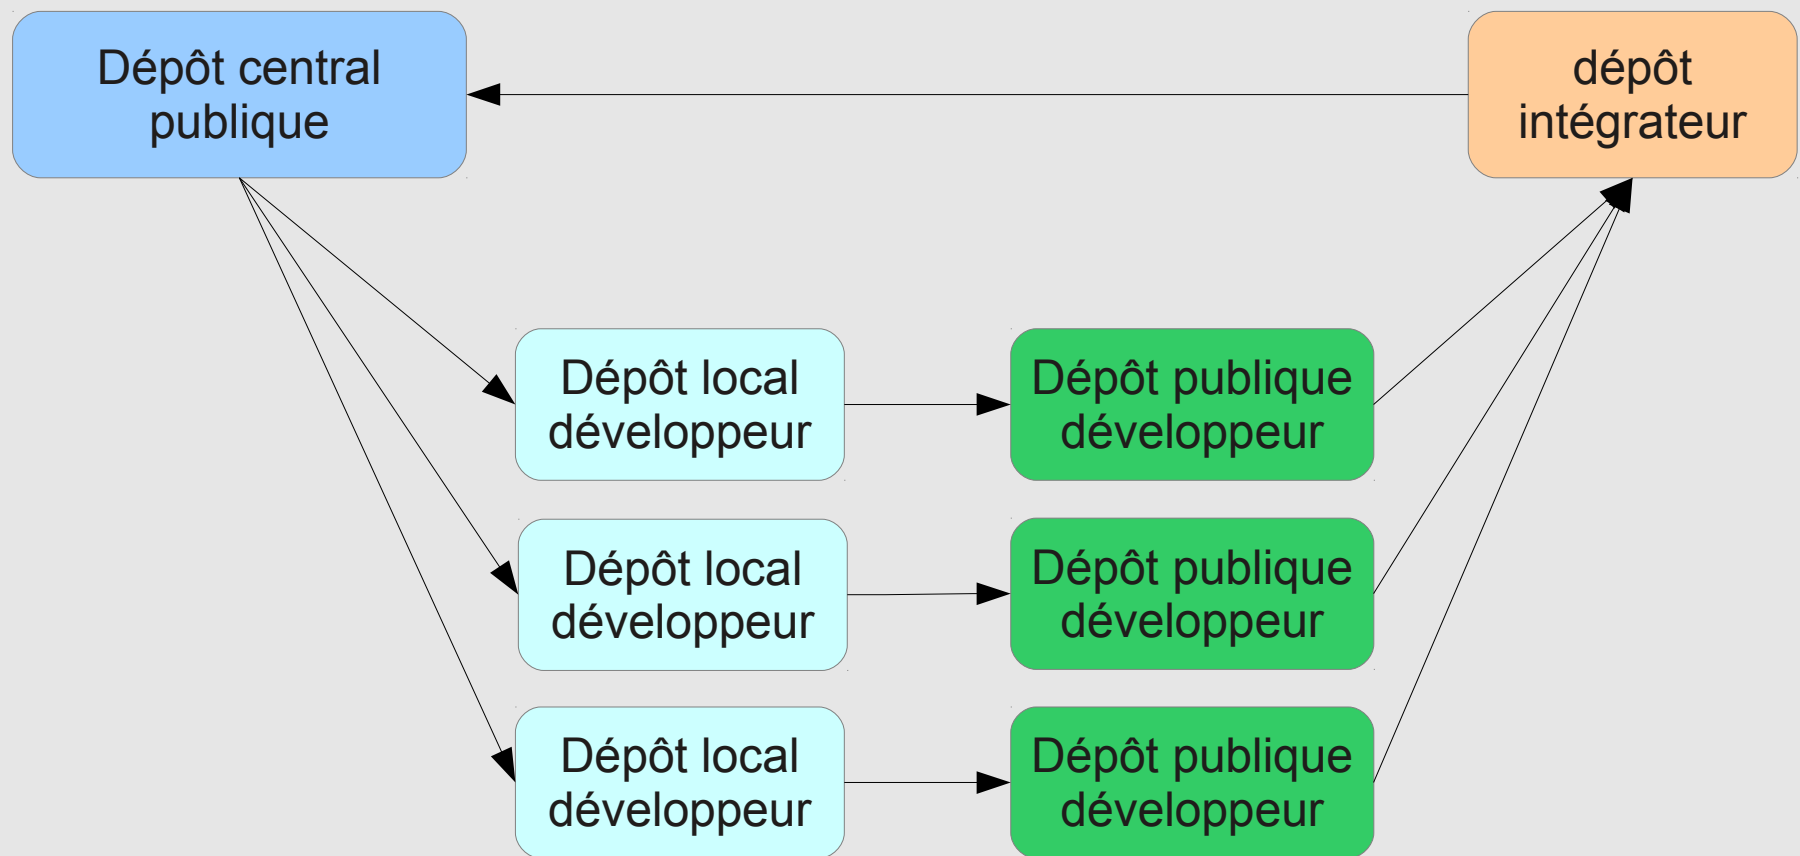 Dépôt central
publique
dépôt
intégrateur
Dépôt local
développeur
Dépôt publique
développeur
Dépôt local
développeur
Dépôt publique
développeur
Dépôt local
développeur
Dépôt publique
développeur